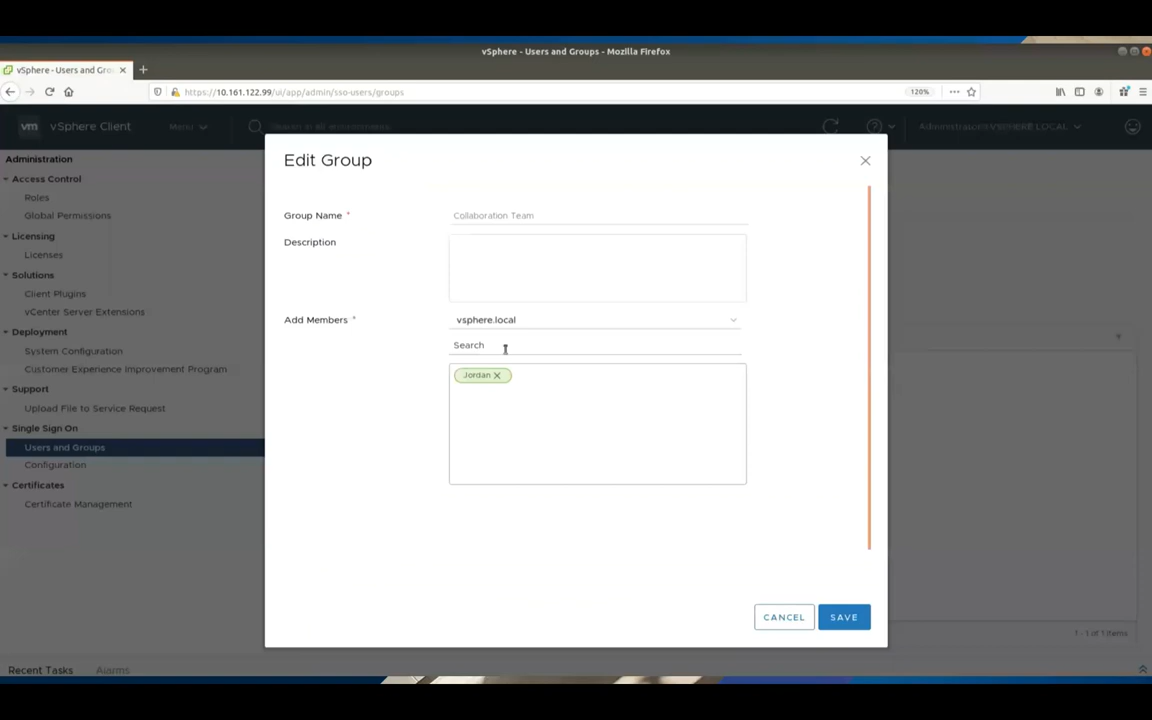 vSphere - Users and Groups - Mozilla Firefox
vSphere - Users and Gro
https://10.161.122.99/ui/app/admin/sso-users/groups
120%
vm vSphere Client
Menu
Search in all environments
Administrator@VSPHERE.LOCAL
Administration
Access Control
Roles
Global Permissions
Licensing
Licenses
Solutions
Client Plugins
vCenter Server Extensions
Deployment
System Configuration
Customer Experience Improvement Program
Support
Upload File to Service Request
Single Sign On
Users and Groups
Configuration
Certificates
Certificate Management
Edit Group
Group Name *
Collaboration Team
Description
Add Members *
vsphere.local
Search
Jordan
CANCEL
SAVE
1 - 1 of 1 items
Recent Tasks
Alarms